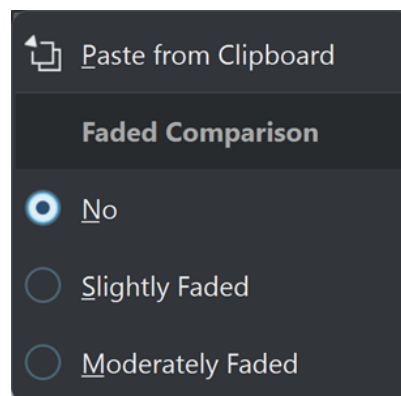 Paste from Clipboard
Faded Comparison
No
Slightly Faded
Moderately Faded